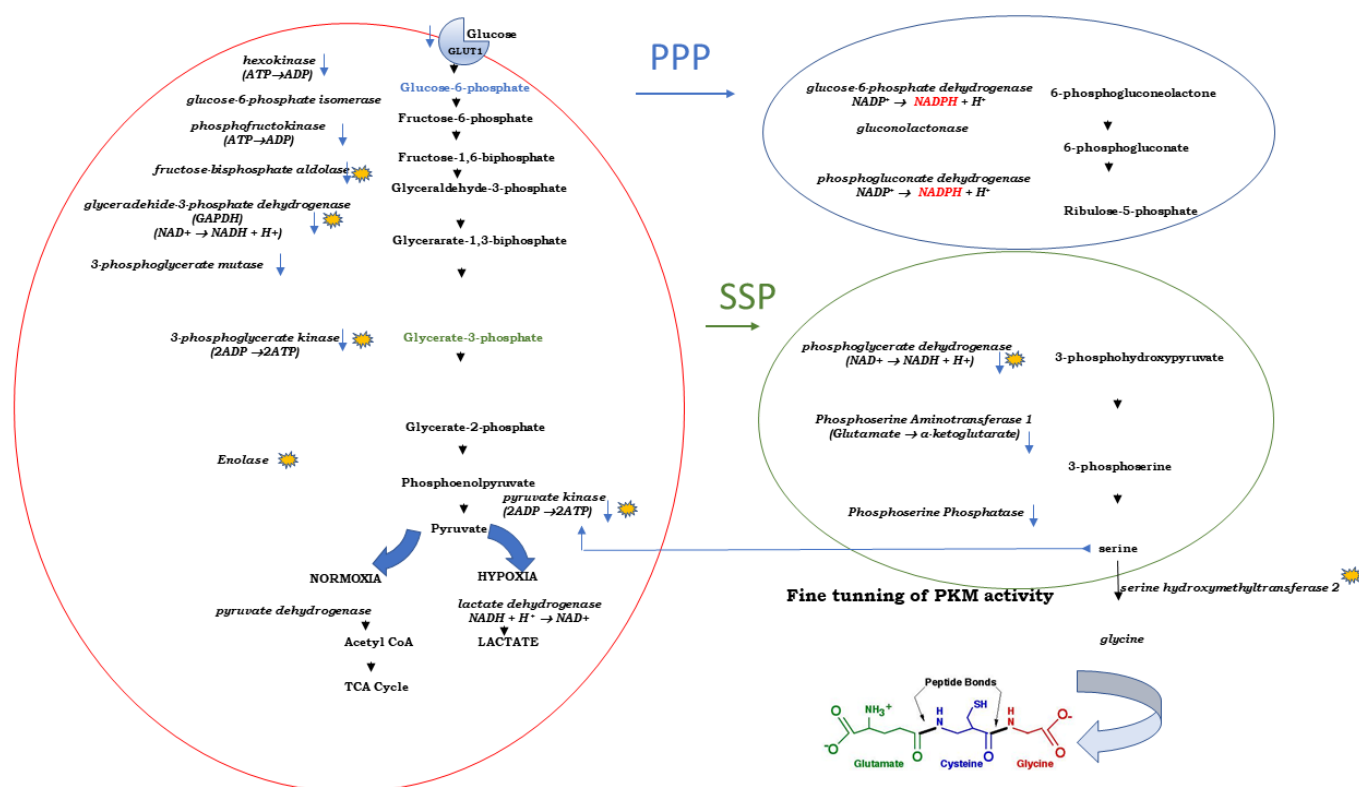 Glucose
GLUT1
hexokinase
(ATP→ADP)
Glucose-6-phosphate
glucose-6-phosphate isomerase
Fructose-6-phosphate
phosphofructokinase
(ATP→ADP)
Fructose-1,6-biphosphate
fructose-bisphosphate aldolase
Glyceraldehyde-3-phosphate
glyceradehide-3-phosphate dehydrogenase
(GAPDH)
(NAD+ → NADH + H+)
Glycerarate-1,3-biphosphate
3-phosphoglycerate mutase
3-phosphoglycerate kinase
(2ADP →2ATP)
Glycerate-3-phosphate
Glycerate-2-phosphate
Enolase
Phosphoenolpyruvate
pyruvate kinase
(2ADP →2ATP)
Pyruvate
NORMOXIA
HYPOXIA
pyruvate dehydrogenase
lactate dehydrogenase
NADH + H⁺ → NAD+
Acetyl CoA
LACTATE
TCA Cycle
PPP
glucose-6-phosphate dehydrogenase
NADP⁺ → NADPH + H⁺
6-phosphogluconeolactone
gluconolactonase
6-phosphogluconate
phosphogluconate dehydrogenase
NADP⁺ → NADPH + H⁺
Ribulose-5-phosphate
SSP
phosphoglycerate dehydrogenase
(NAD+ → NADH + H+)
3-phosphohydroxypyruvate
Phosphoserine Aminotransferase 1
(Glutamate → α-ketoglutarate)
3-phosphoserine
Phosphoserine Phosphatase
serine
Fine tunning of PKM activity
serine hydroxymethyltransferase 2
glycine
Peptide Bonds
NH₃⁺
O
⁻O
O
H
N
SH
O
H
N
O⁻
O
Glutamate
Cysteine
Glycine